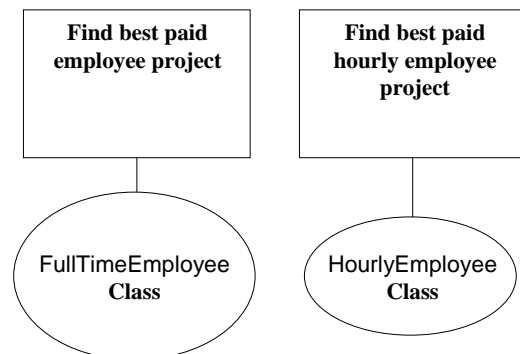 Find best paid
employee project
Find best paid
hourly employee
project
FullTimeEmployee
Class
HourlyEmployee
Class